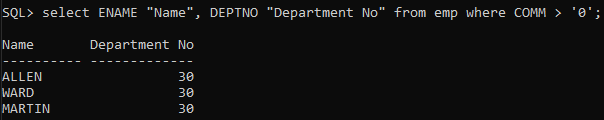 SQL> select ENAME "Name", DEPTNO "Department No" from emp where COMM > '0';
Name       Department No
---------- -------------
ALLEN                 30
WARD                  30
MARTIN                30